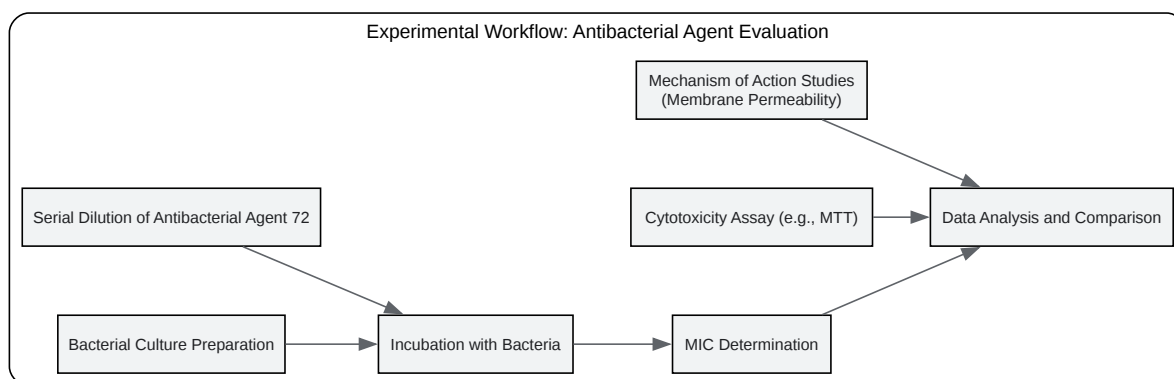 Experimental Workflow: Antibacterial Agent Evaluation
Mechanism of Action Studies
(Membrane Permeability)
Serial Dilution of Antibacterial Agent 72
Cytotoxicity Assay (e.g., MTT)
Data Analysis and Comparison
Bacterial Culture Preparation
Incubation with Bacteria
MIC Determination